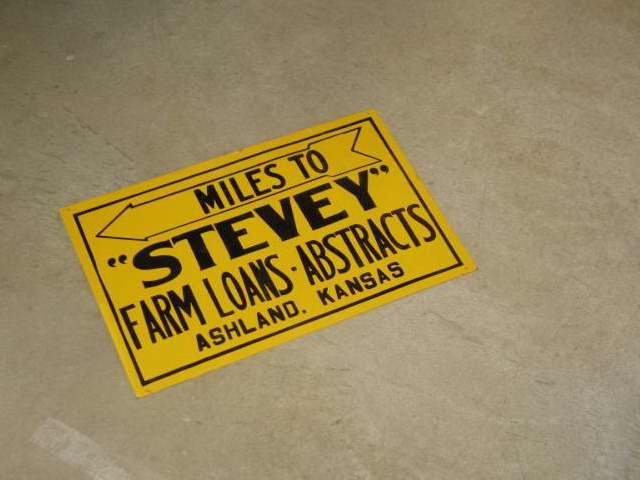 MILES TO
"STEVEY"
FARM LOANS · ABSTRACTS
ASHLAND, KANSAS